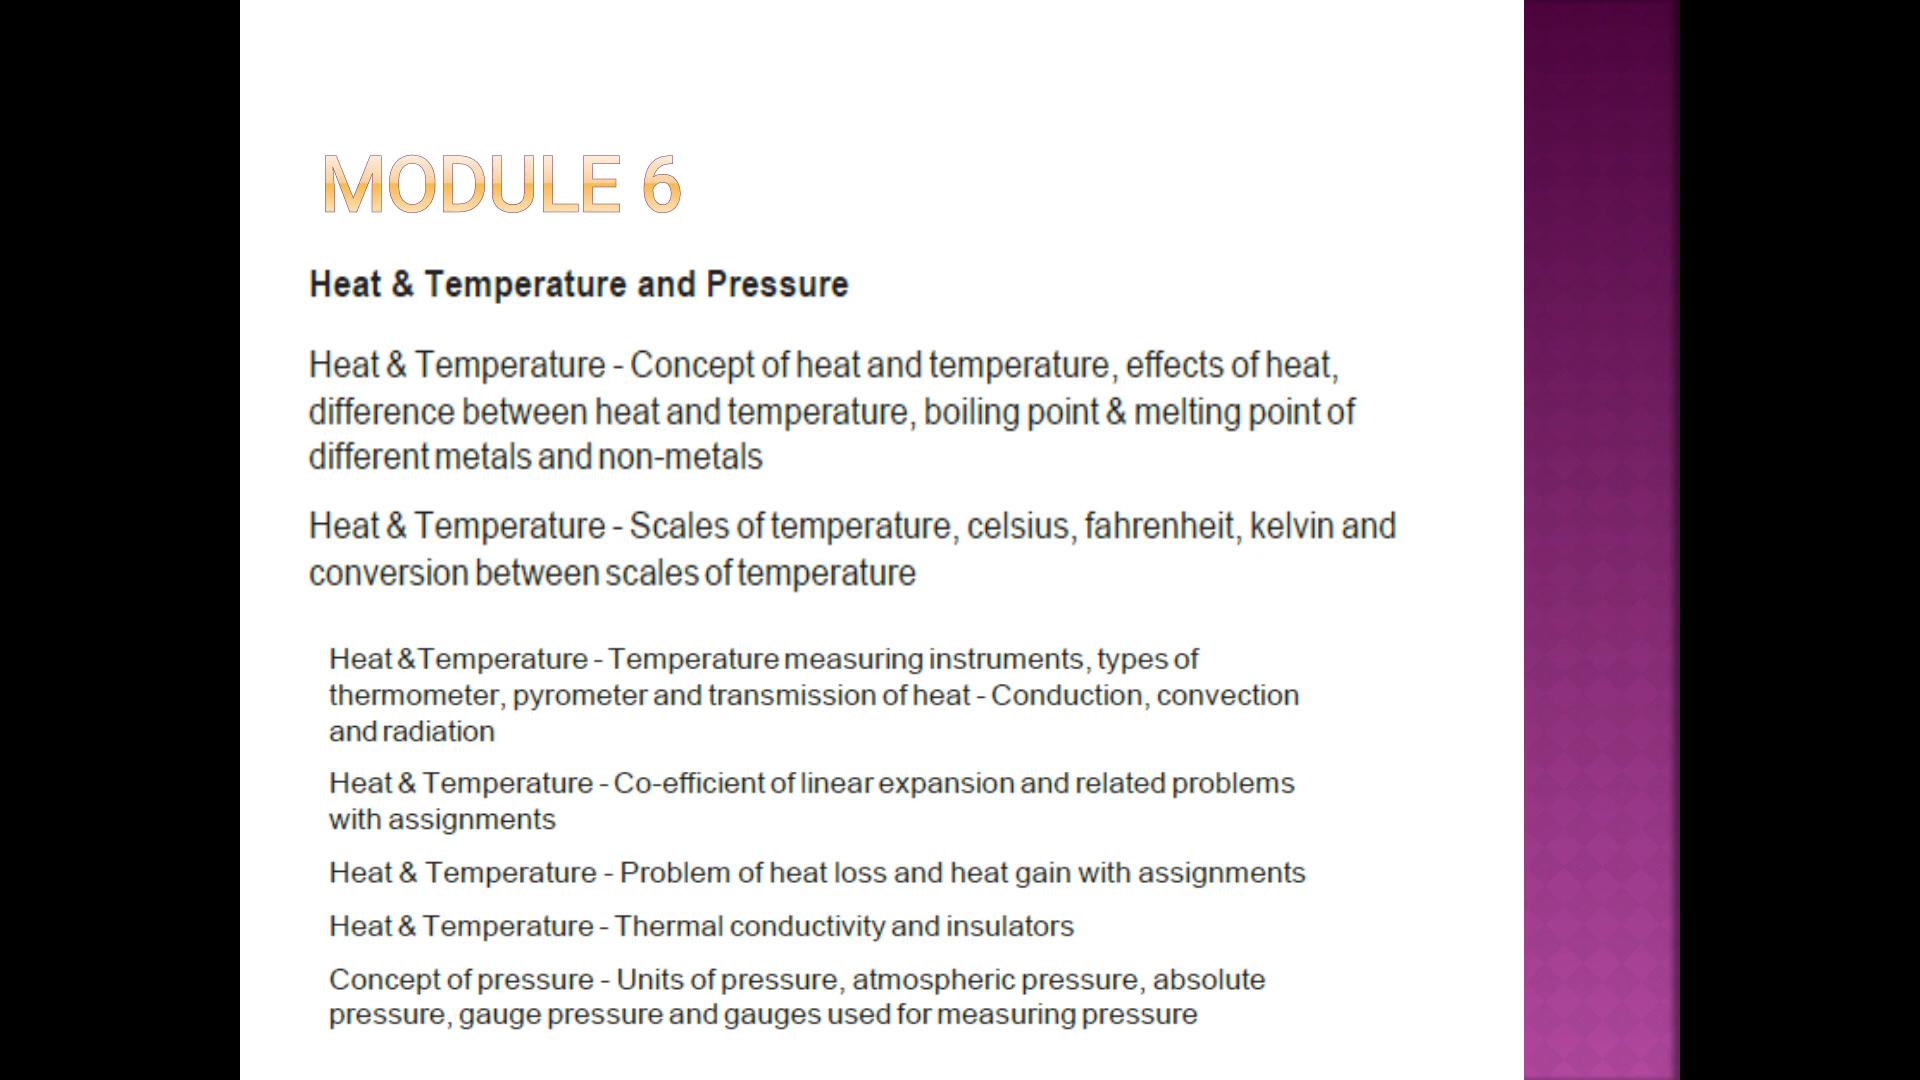 MODULE 6
Heat & Temperature and Pressure
Heat & Temperature - Concept of heat and temperature, effects of heat,
difference between heat and temperature, boiling point & melting point of
different metals and non-metals
Heat & Temperature - Scales of temperature, celsius, fahrenheit, kelvin and
conversion between scales of temperature
Heat &Temperature - Temperature measuring instruments, types of
thermometer, pyrometer and transmission of heat - Conduction, convection
and radiation
Heat & Temperature - Co-efficient of linear expansion and related problems
with assignments
Heat & Temperature - Problem of heat loss and heat gain with assignments
Heat & Temperature - Thermal conductivity and insulators
Concept of pressure - Units of pressure, atmospheric pressure, absolute
pressure, gauge pressure and gauges used for measuring pressure